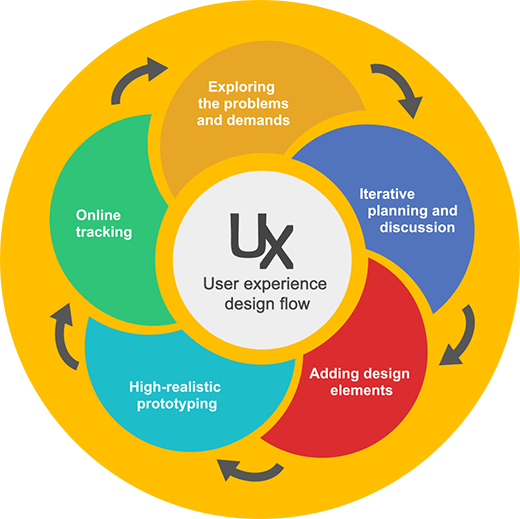 Exploring
the problems
and demands
Iterative
planning and
discussion
Adding design
elements
High-realistic
prototyping
Online
tracking
UX
User experience
design flow